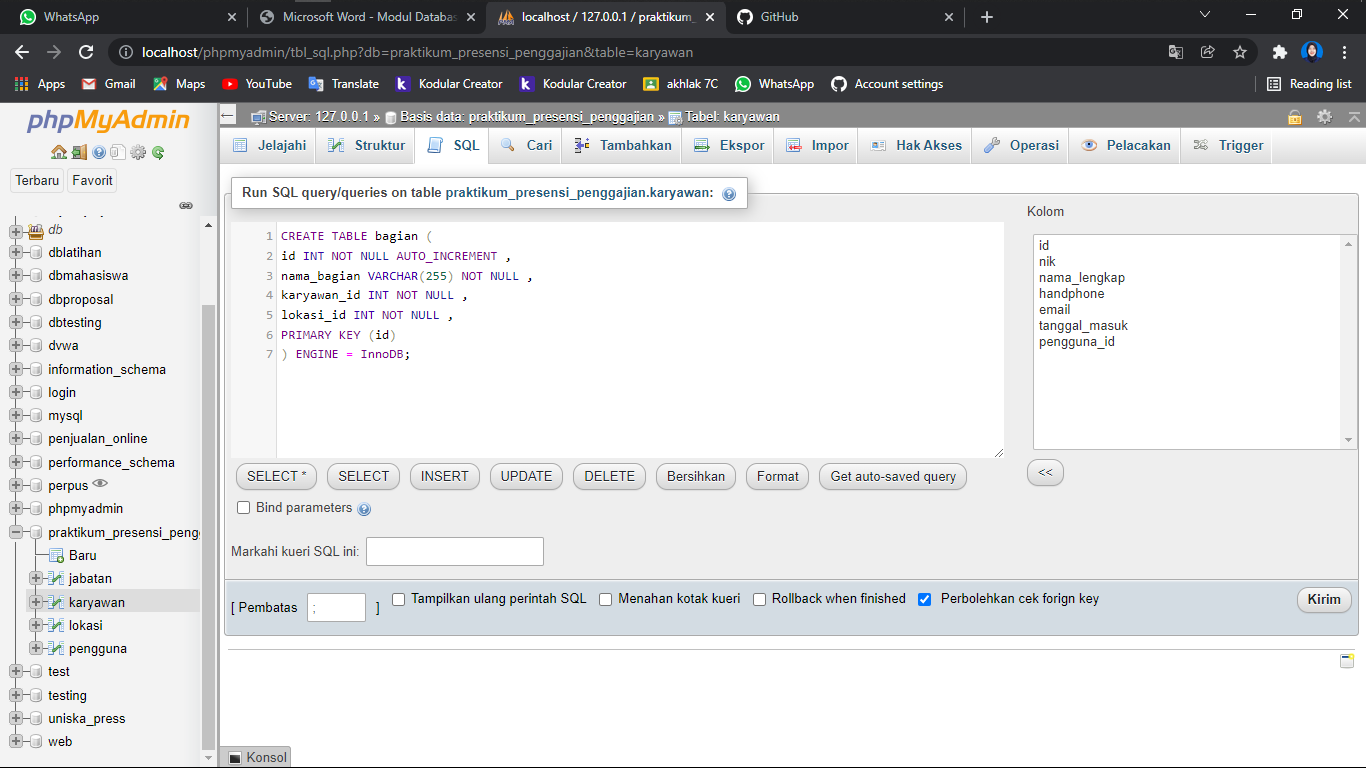 WhatsApp
Microsoft Word - Modul Databas
localhost / 127.0.0.1 / praktikum_
GitHub
localhost/phpmyadmin/tbl_sql.php?db=praktikum_presensi_penggajian&table=karyawan
Apps Gmail Maps YouTube Translate Kodular Creator Kodular Creator akhlak 7C WhatsApp Account settings Reading list
phpMyAdmin
Terbaru Favorit
db
dblatihan
dbmahasiswa
dbproposal
dbtesting
dvwa
information_schema
login
mysql
penjualan_online
performance_schema
perpus
phpmyadmin
praktikum_presensi_peng
Baru
jabatan
karyawan
lokasi
pengguna
test
testing
uniska_press
web
Server: 127.0.0.1 » Basis data: praktikum_presensi_penggajian » Tabel: karyawan
Jelajahi Struktur SQL Cari Tambahkan Ekspor Impor Hak Akses Operasi Pelacakan Trigger
Run SQL query/queries on table praktikum_presensi_penggajian.karyawan:
1 CREATE TABLE bagian (
2 id INT NOT NULL AUTO_INCREMENT ,
3 nama_bagian VARCHAR(255) NOT NULL ,
4 karyawan_id INT NOT NULL ,
5 lokasi_id INT NOT NULL ,
6 PRIMARY KEY (id)
7 ) ENGINE = InnoDB;
Kolom
id
nik
nama_lengkap
handphone
email
tanggal_masuk
pengguna_id
<<
SELECT * SELECT INSERT UPDATE DELETE Bersihkan Format Get auto-saved query
Bind parameters
Markahi kueri SQL ini:
[ Pembatas ; ] Tampilkan ulang perintah SQL Menahan kotak kueri Rollback when finished Perbolehkan cek forign key Kirim
Konsol